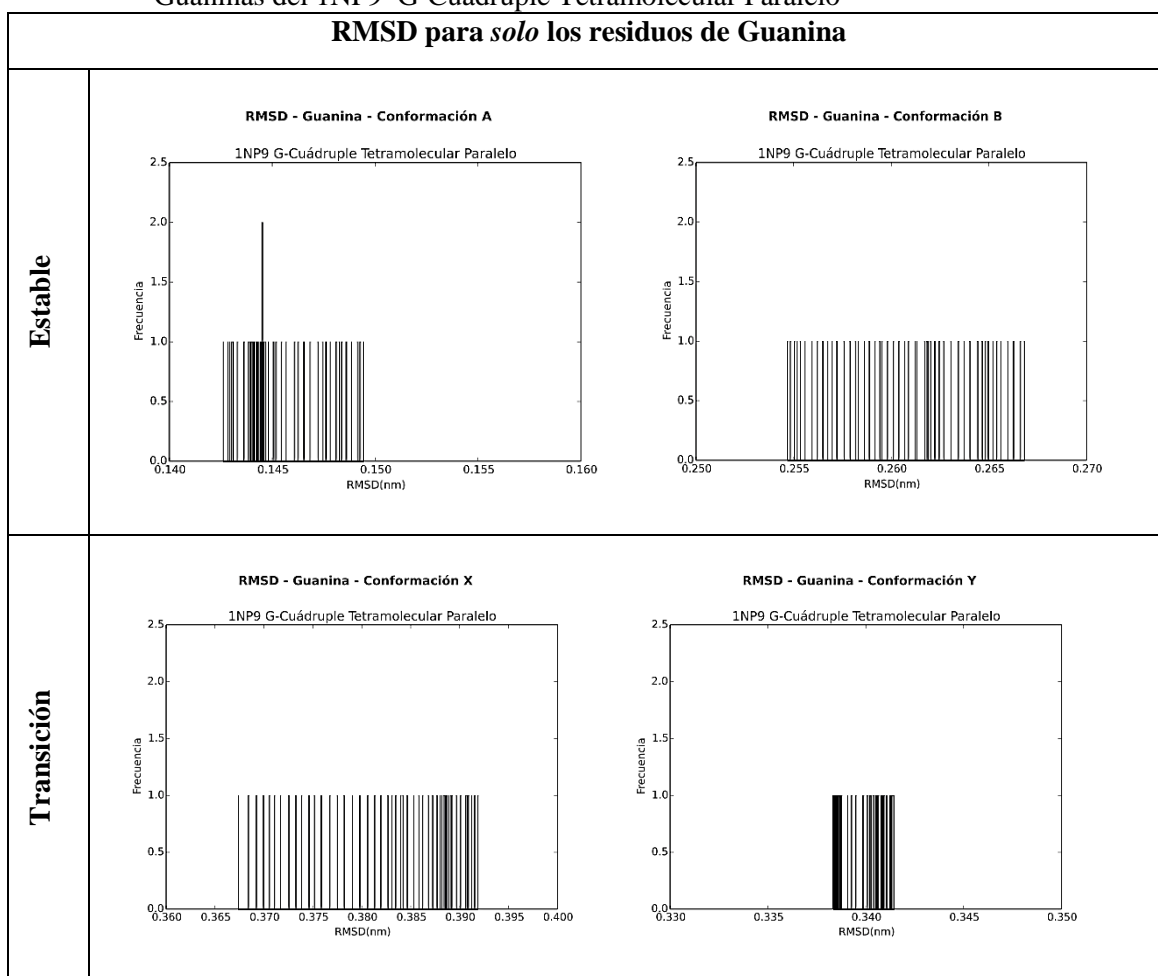 Guaninas del 1NP9 G-Cuádruple Tetramolecular Paralelo
RMSD para solo los residuos de Guanina
Estable
RMSD - Guanina - Conformación A
1NP9 G-Cuádruple Tetramolecular Paralelo
2.5
2.0
1.5
1.0
0.5
0.0
Frecuencia
0.140 0.145 0.150 0.155 0.160
RMSD(nm)
RMSD - Guanina - Conformación B
1NP9 G-Cuádruple Tetramolecular Paralelo
2.5
2.0
1.5
1.0
0.5
0.0
Frecuencia
0.250 0.255 0.260 0.265 0.270
RMSD(nm)
Transición
RMSD - Guanina - Conformación X
1NP9 G-Cuádruple Tetramolecular Paralelo
2.5
2.0
1.5
1.0
0.5
0.0
Frecuencia
0.360 0.365 0.370 0.375 0.380 0.385 0.390 0.395 0.400
RMSD(nm)
RMSD - Guanina - Conformación Y
1NP9 G-Cuádruple Tetramolecular Paralelo
2.5
2.0
1.5
1.0
0.5
0.0
Frecuencia
0.330 0.335 0.340 0.345 0.350
RMSD(nm)